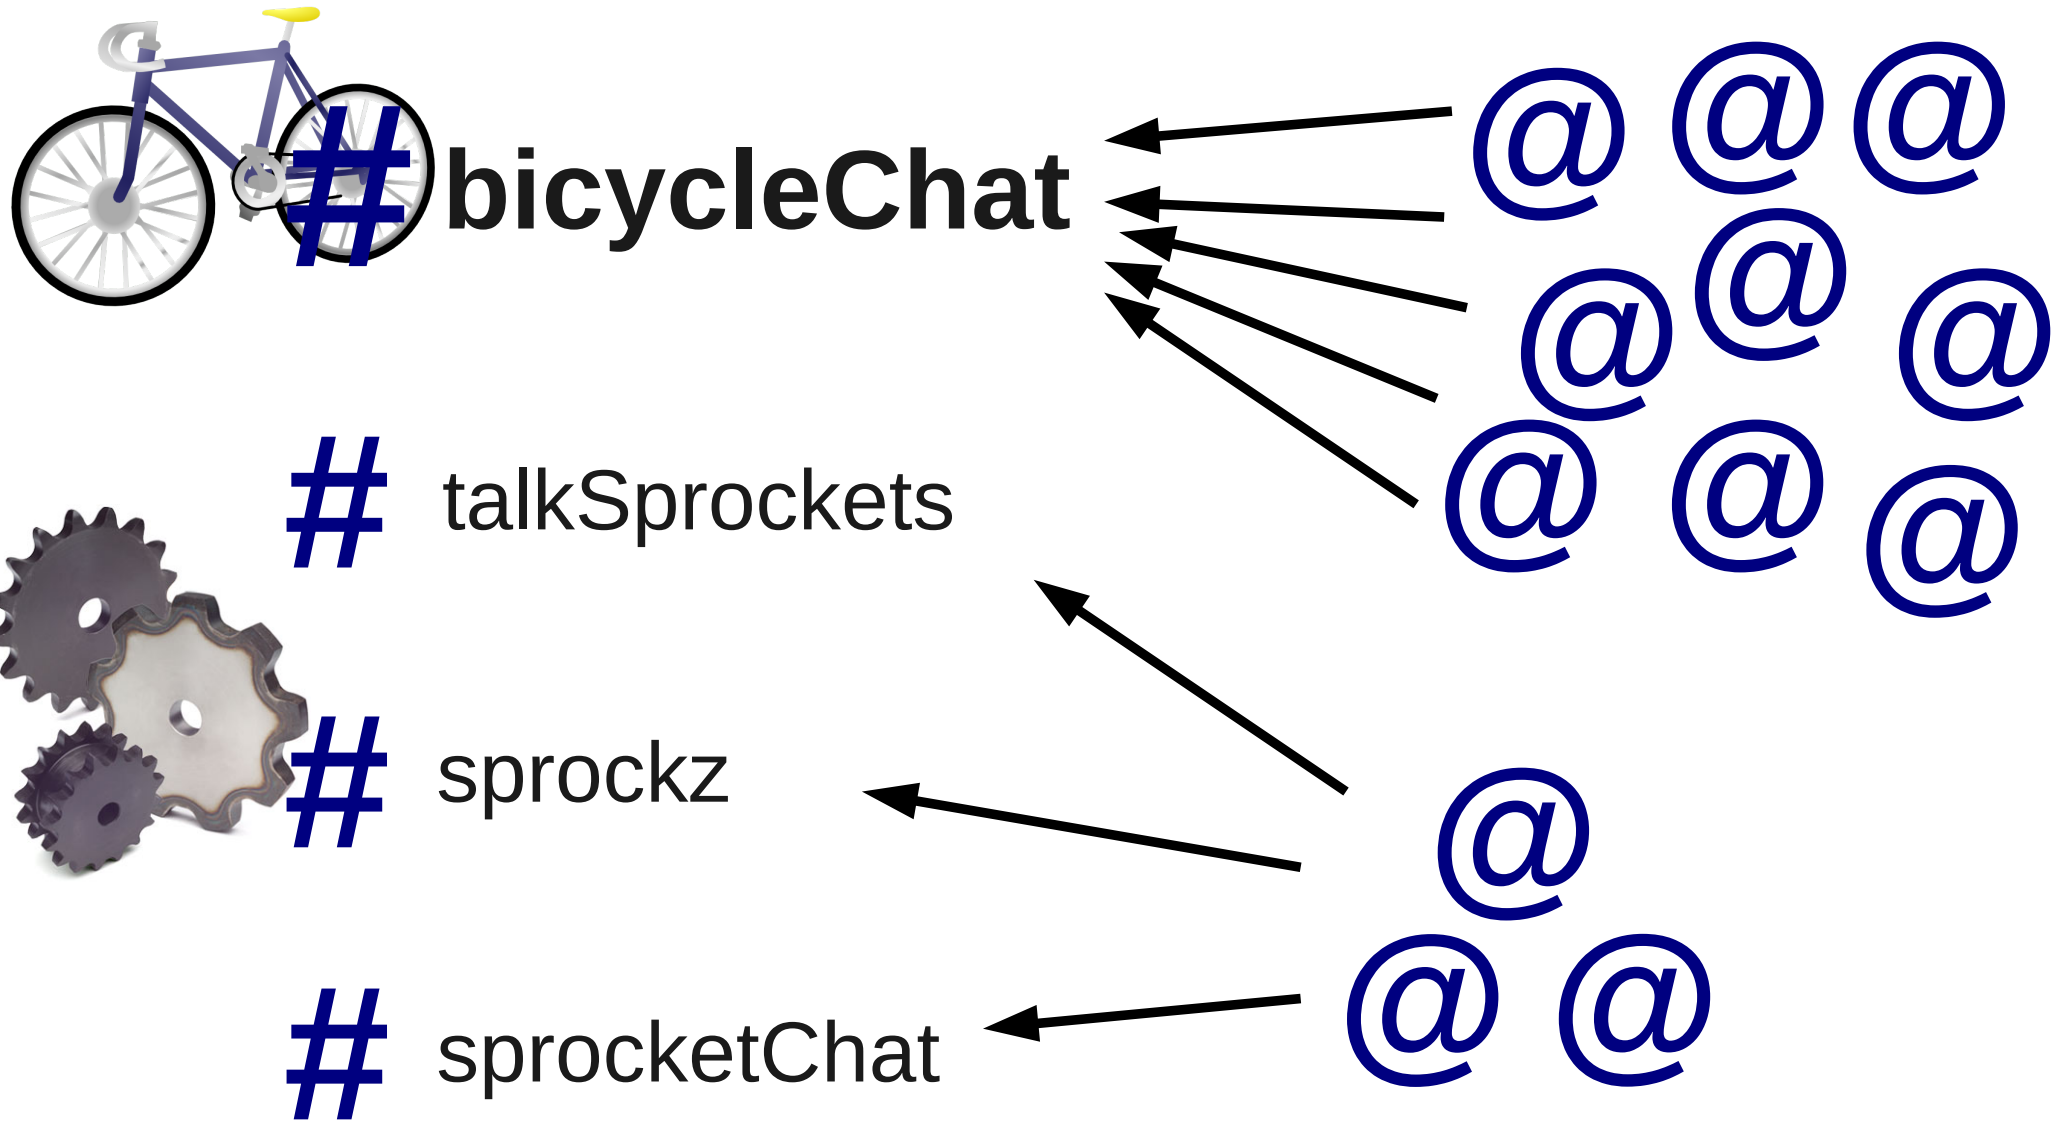 @ @ @
# bicycleChat
@ @ @
@ @ @
# talkSprockets
# sprockz
@
@ @
# sprocketChat